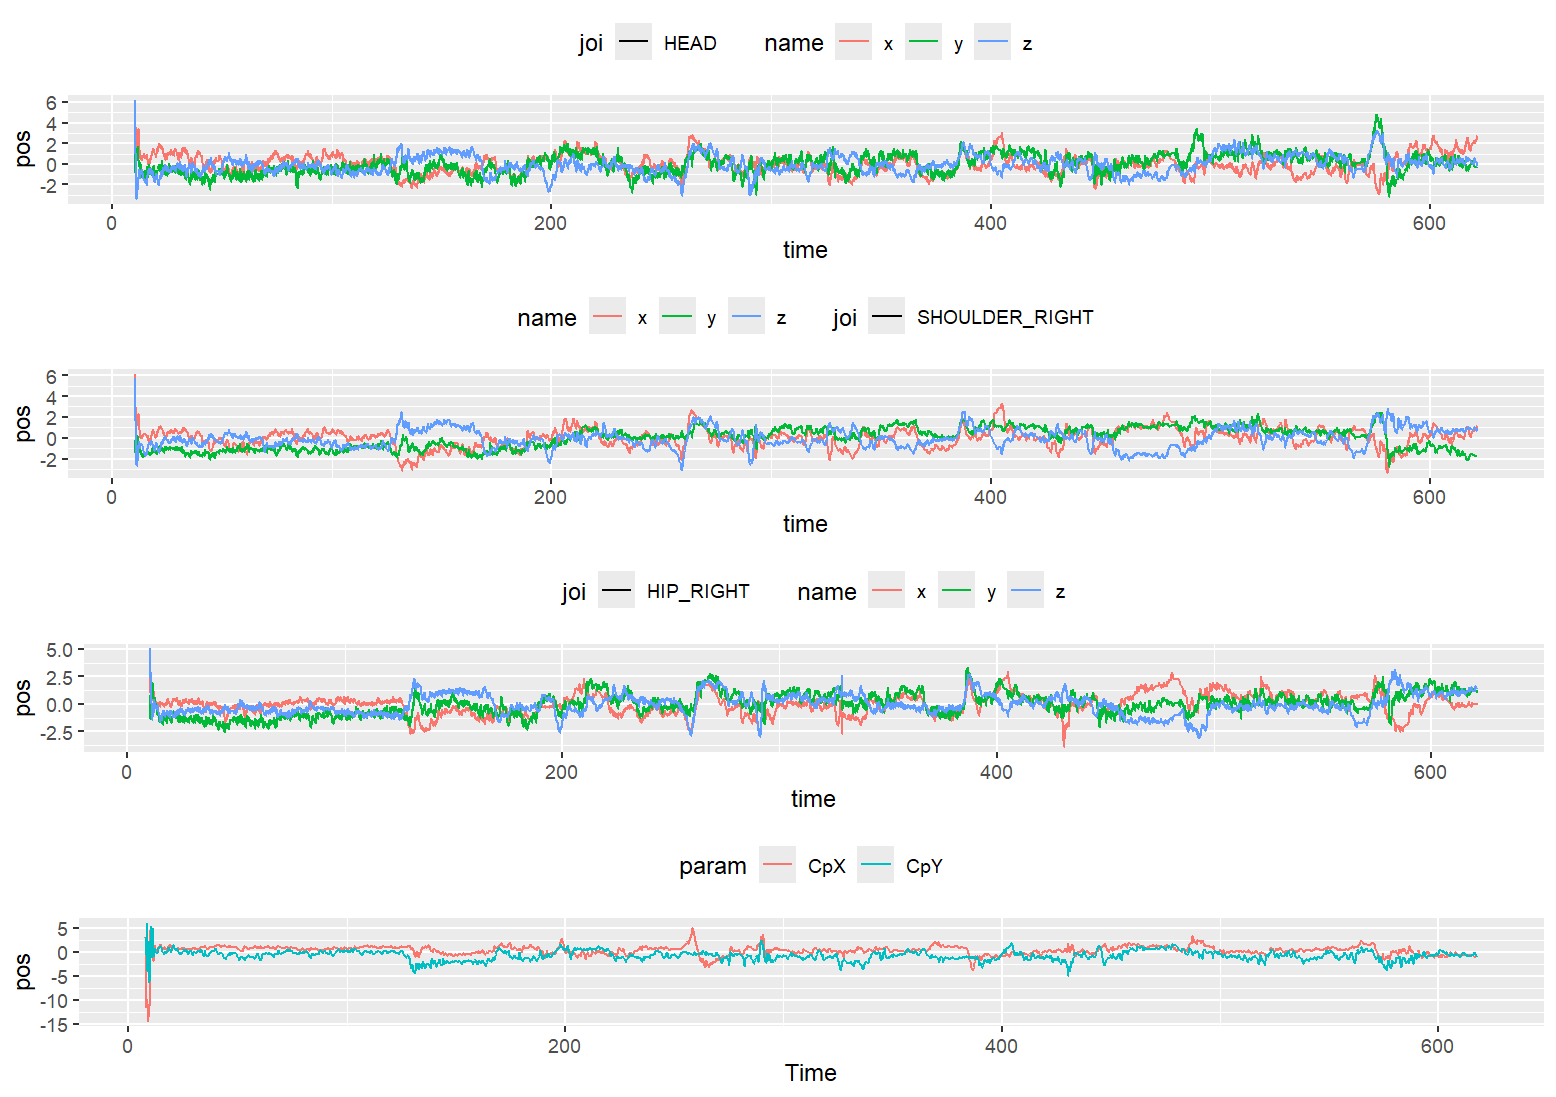 joi HEAD name x y z
6
4
2
0
-2
pos
0 200 400 600
time
name x y z joi SHOULDER_RIGHT
6
4
2
0
-2
pos
0 200 400 600
time
joi HIP_RIGHT name x y z
5.0
2.5
0.0
-2.5
pos
0 200 400 600
time
param CpX CpY
5
0
-5
-10
-15
pos
0 200 400 600
Time